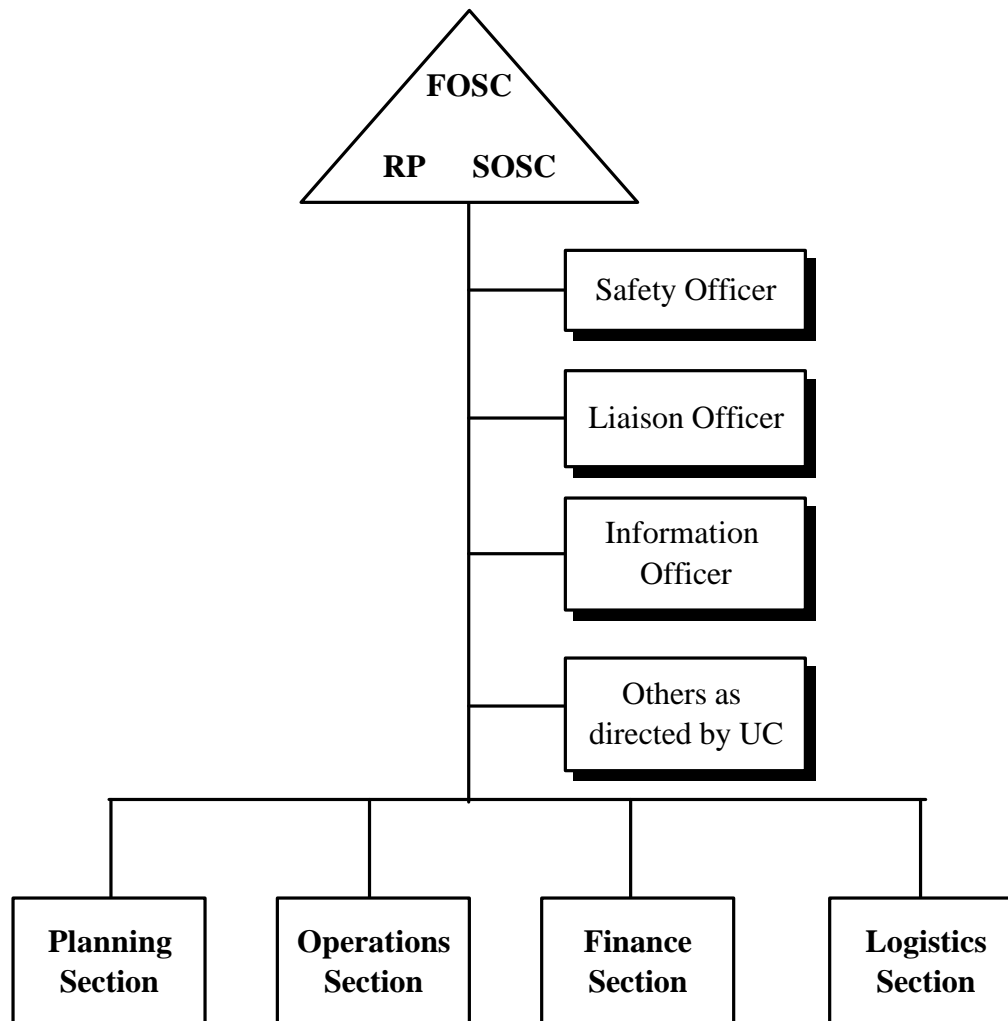 FOSC
RP SOSC
Safety Officer
Liaison Officer
Information
Officer
Others as
directed by UC
Planning
Section
Operations
Section
Finance
Section
Logistics
Section